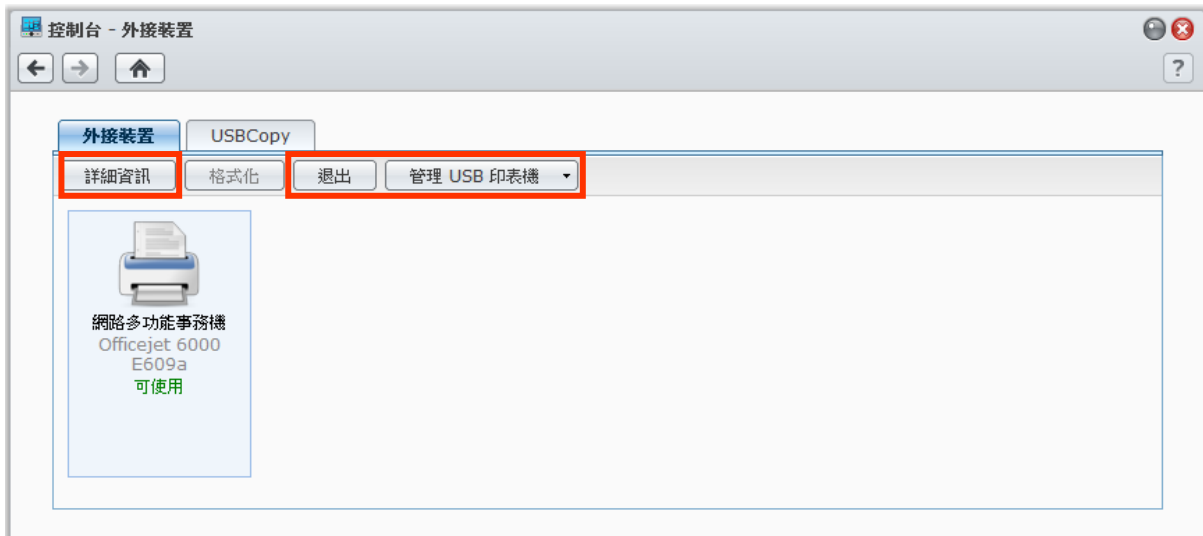 控制台 - 外接裝置
?
外接裝置 USBCopy
詳細資訊 格式化 退出 管理 USB 印表機
網路多功能事務機
Officejet 6000
E609a
可使用